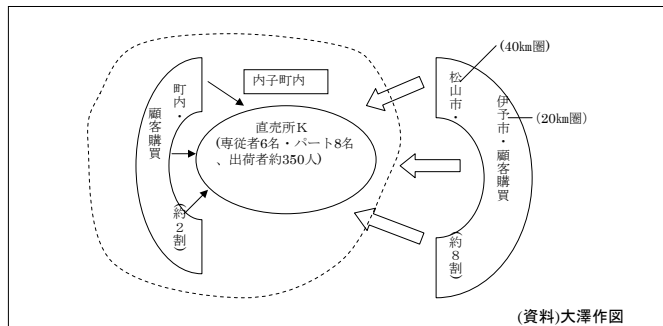 内子町内
町内・
顧客購買
(約2割)
直売所K
(専従者6名・パート8名
、出荷者約350人)
松山市・
伊予市・顧客購買
(約8割)
(40㎞圏)
(20㎞圏)
(資料)大澤作図